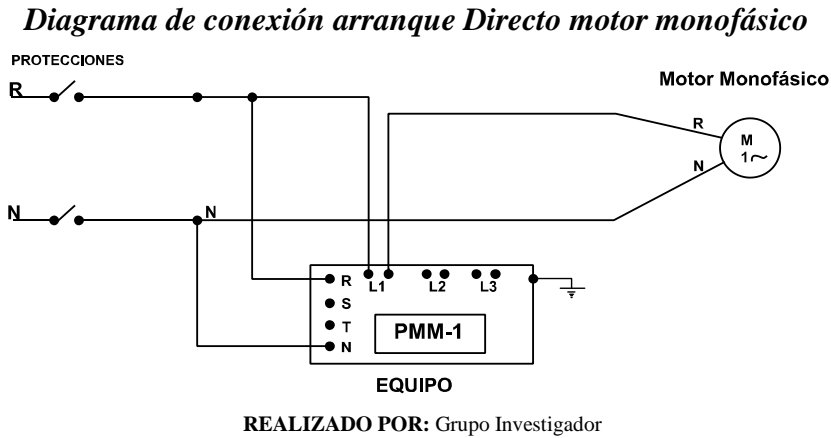 Diagrama de conexión arranque Directo motor monofásico
PROTECCIONES
R
Motor Monofásico
R
M
1~
N
N
N
R
L1
L2
L3
S
T
PMM-1
N
EQUIPO
REALIZADO POR: Grupo Investigador